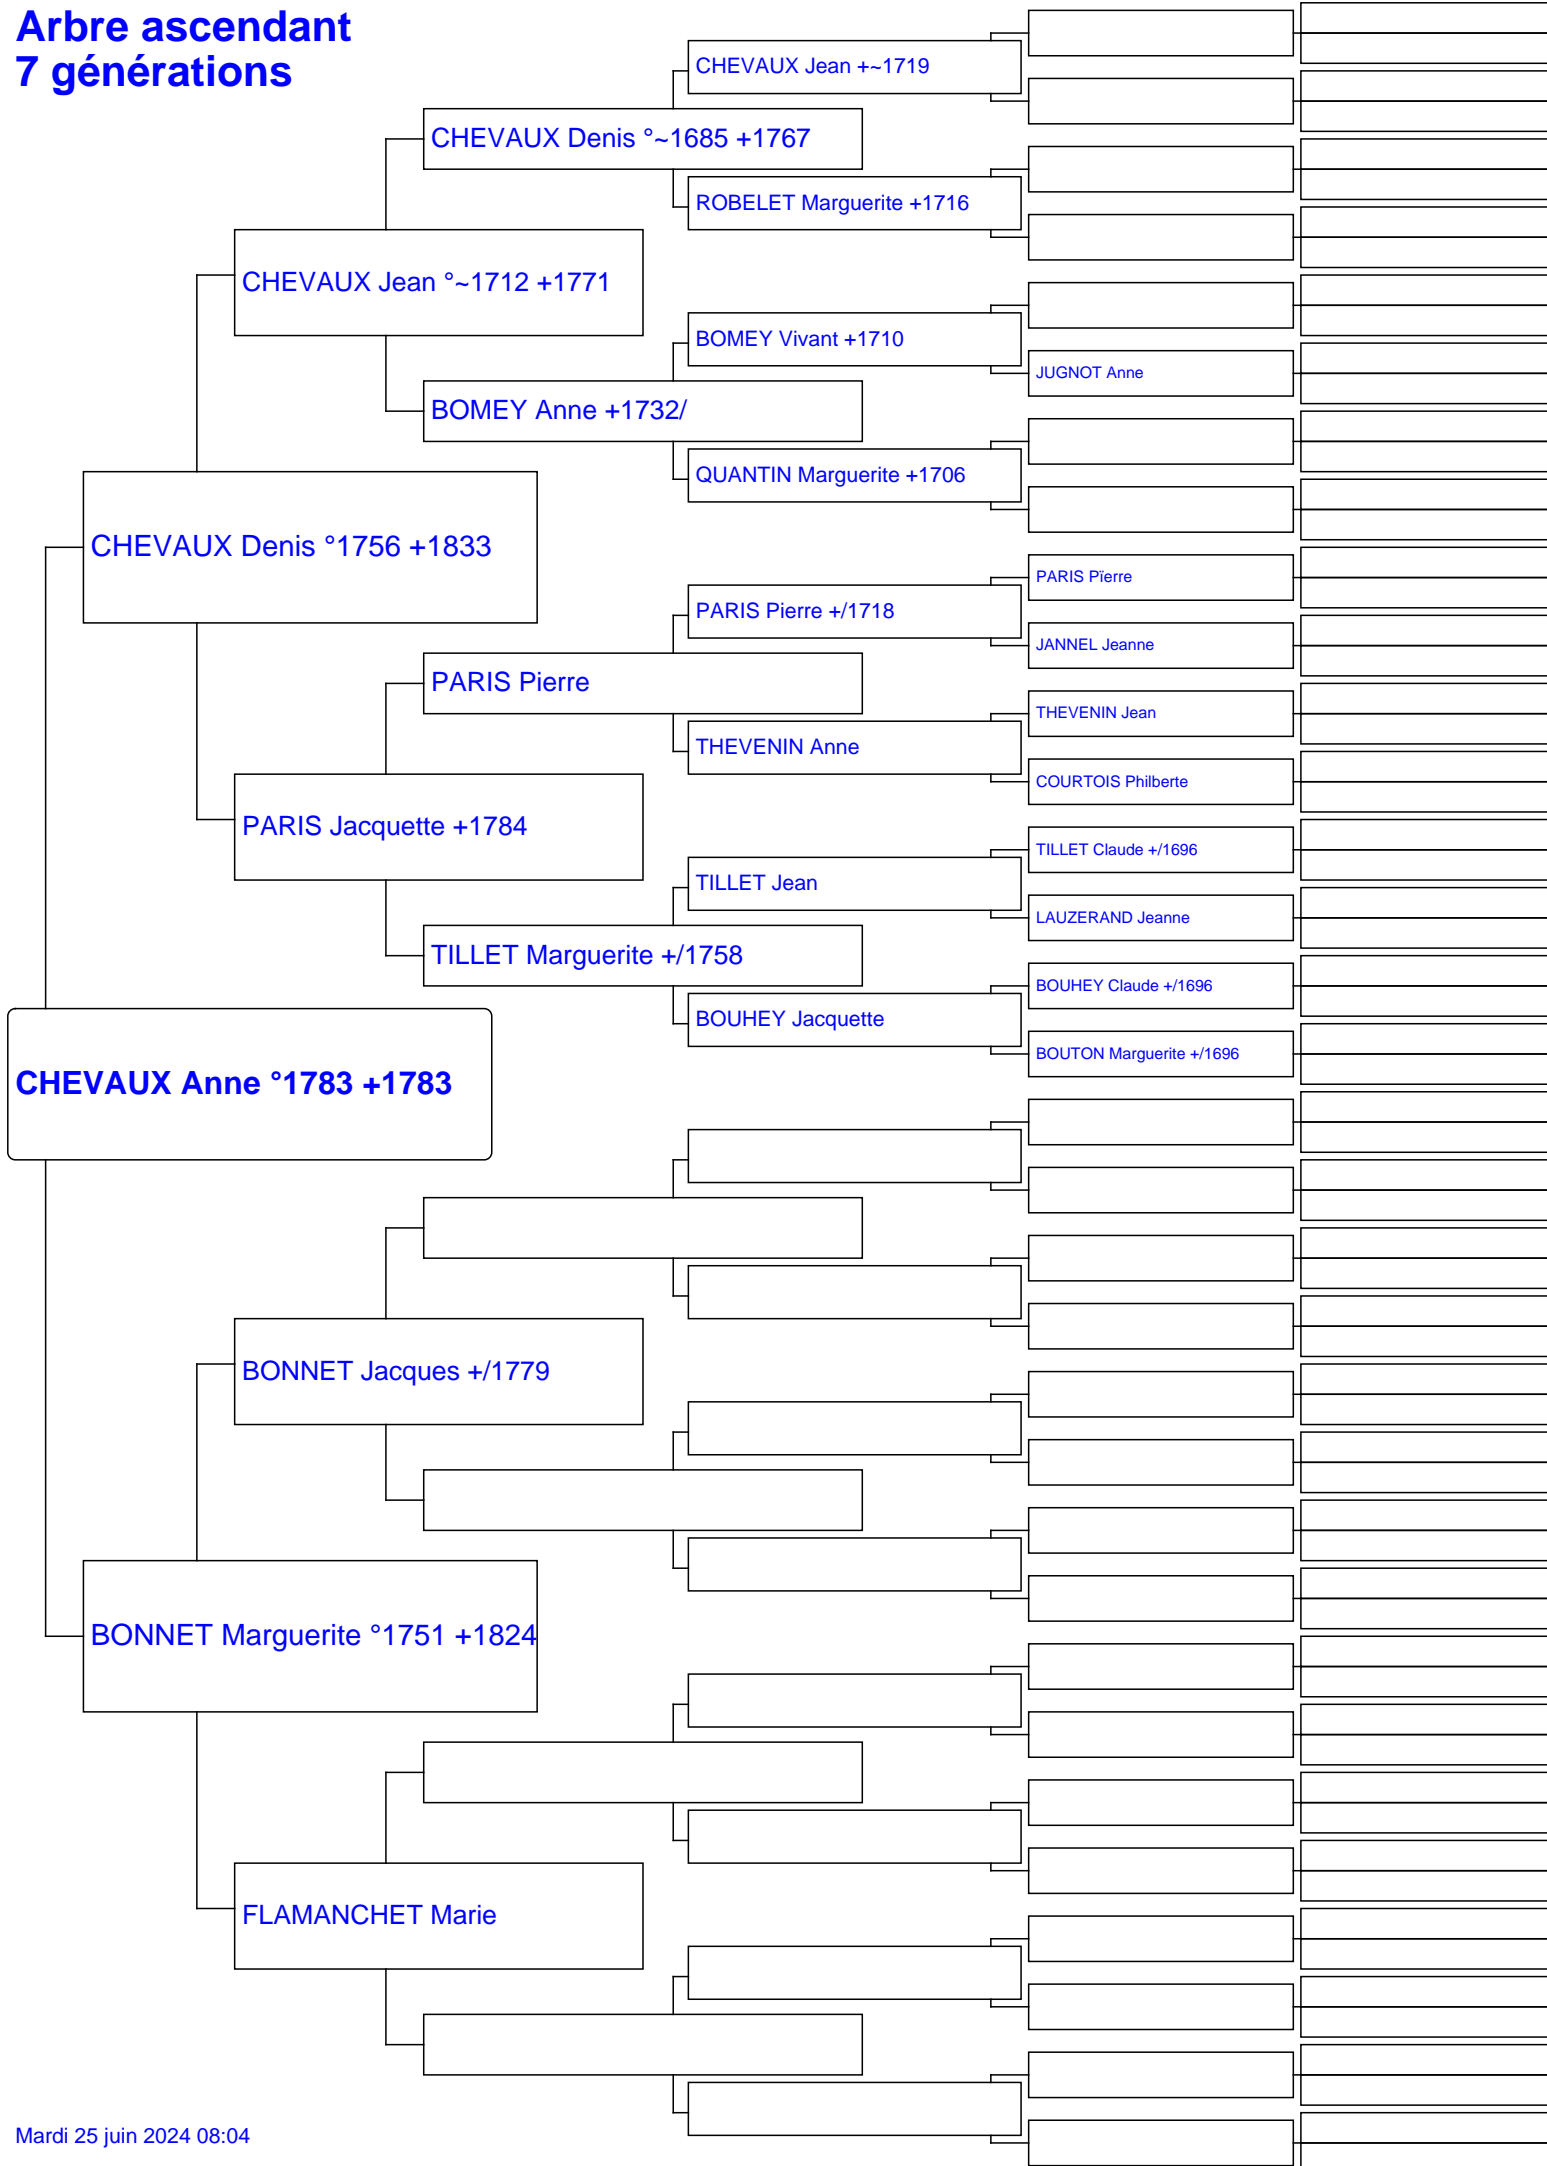 Arbre ascendant
7 générations
CHEVAUX Jean +~1719
CHEVAUX Denis °~1685 +1767
ROBELET Marguerite +1716
CHEVAUX Jean °~1712 +1771
BOMEY Vivant +1710
JUGNOT Anne
BOMEY Anne +1732/
QUANTIN Marguerite +1706
CHEVAUX Denis °1756 +1833
PARIS Pïerre
PARIS Pierre +/1718
JANNEL Jeanne
PARIS Pierre
THEVENIN Jean
THEVENIN Anne
COURTOIS Philberte
PARIS Jacquette +1784
TILLET Claude +/1696
TILLET Jean
LAUZERAND Jeanne
TILLET Marguerite +/1758
BOUHEY Claude +/1696
BOUHEY Jacquette
BOUTON Marguerite +/1696
CHEVAUX Anne °1783 +1783
BONNET Jacques +/1779
BONNET Marguerite °1751 +1824
FLAMANCHET Marie
Mardi 25 juin 2024 08:04